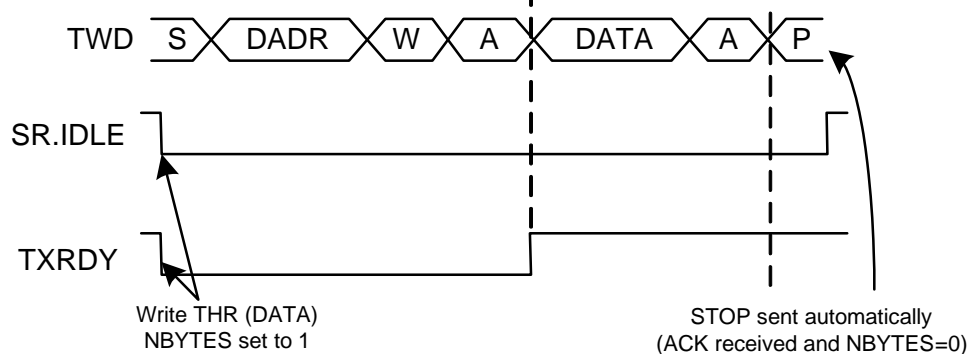 TWD S DADR W A DATA A P
SR.IDLE
TXRDY
Write THR (DATA)
NBYTES set to 1
STOP sent automatically
(ACK received and NBYTES=0)